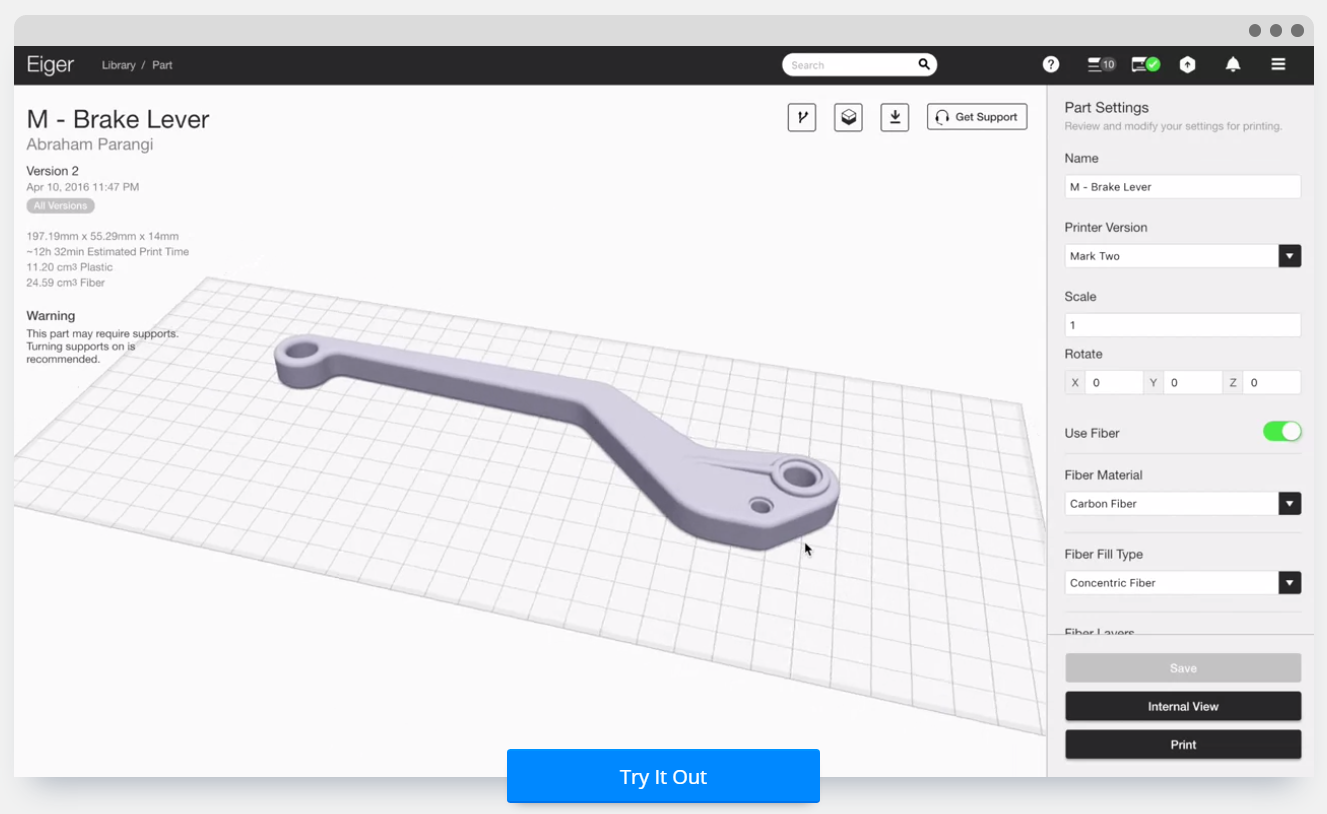 Eiger
Library / Part
Search
10
M - Brake Lever
Abraham Parangi
Version 2
Apr 10, 2016 11:47 PM
All Versions
197.19mm x 55.29mm x 14mm
~12h 32min Estimated Print Time
11.20 cm3 Plastic
24.59 cm3 Fiber
Warning
This part may require supports.
Turning supports on is
recommended.
Get Support
Part Settings
Review and modify your settings for printing.
Name
M - Brake Lever
Printer Version
Mark Two
Scale
1
Rotate
X 0 Y 0 Z 0
Use Fiber
Fiber Material
Carbon Fiber
Fiber Fill Type
Concentric Fiber
Fiber Layers
Save
Internal View
Print
Try It Out